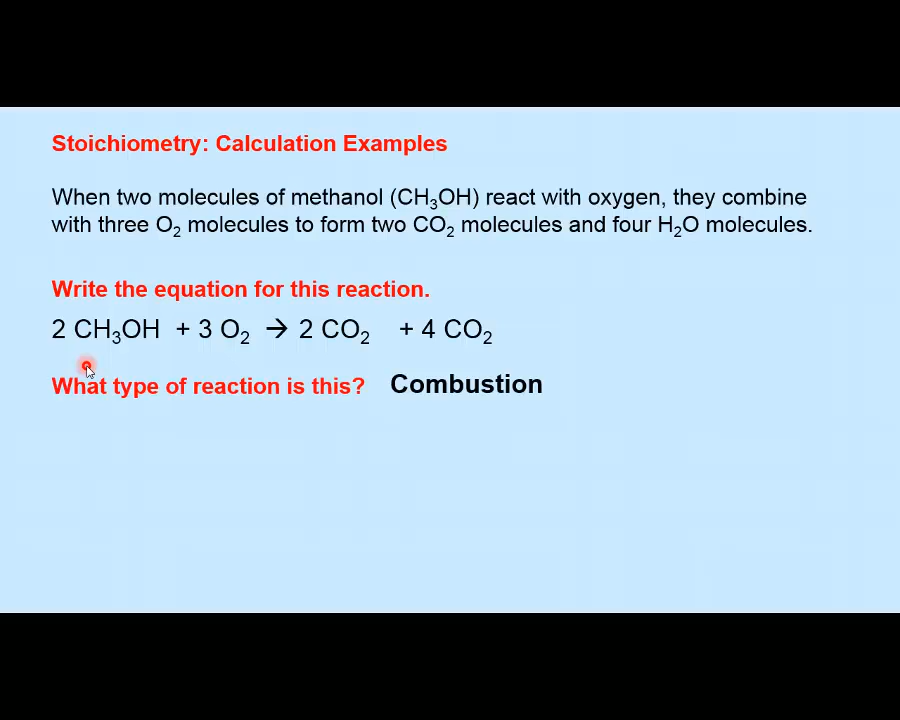 Stoichiometry: Calculation Examples
When two molecules of methanol (CH₃OH) react with oxygen, they combine
with three O₂ molecules to form two CO₂ molecules and four H₂O molecules.
Write the equation for this reaction.
2 CH₃OH + 3 O₂ → 2 CO₂ + 4 CO₂
What type of reaction is this? Combustion